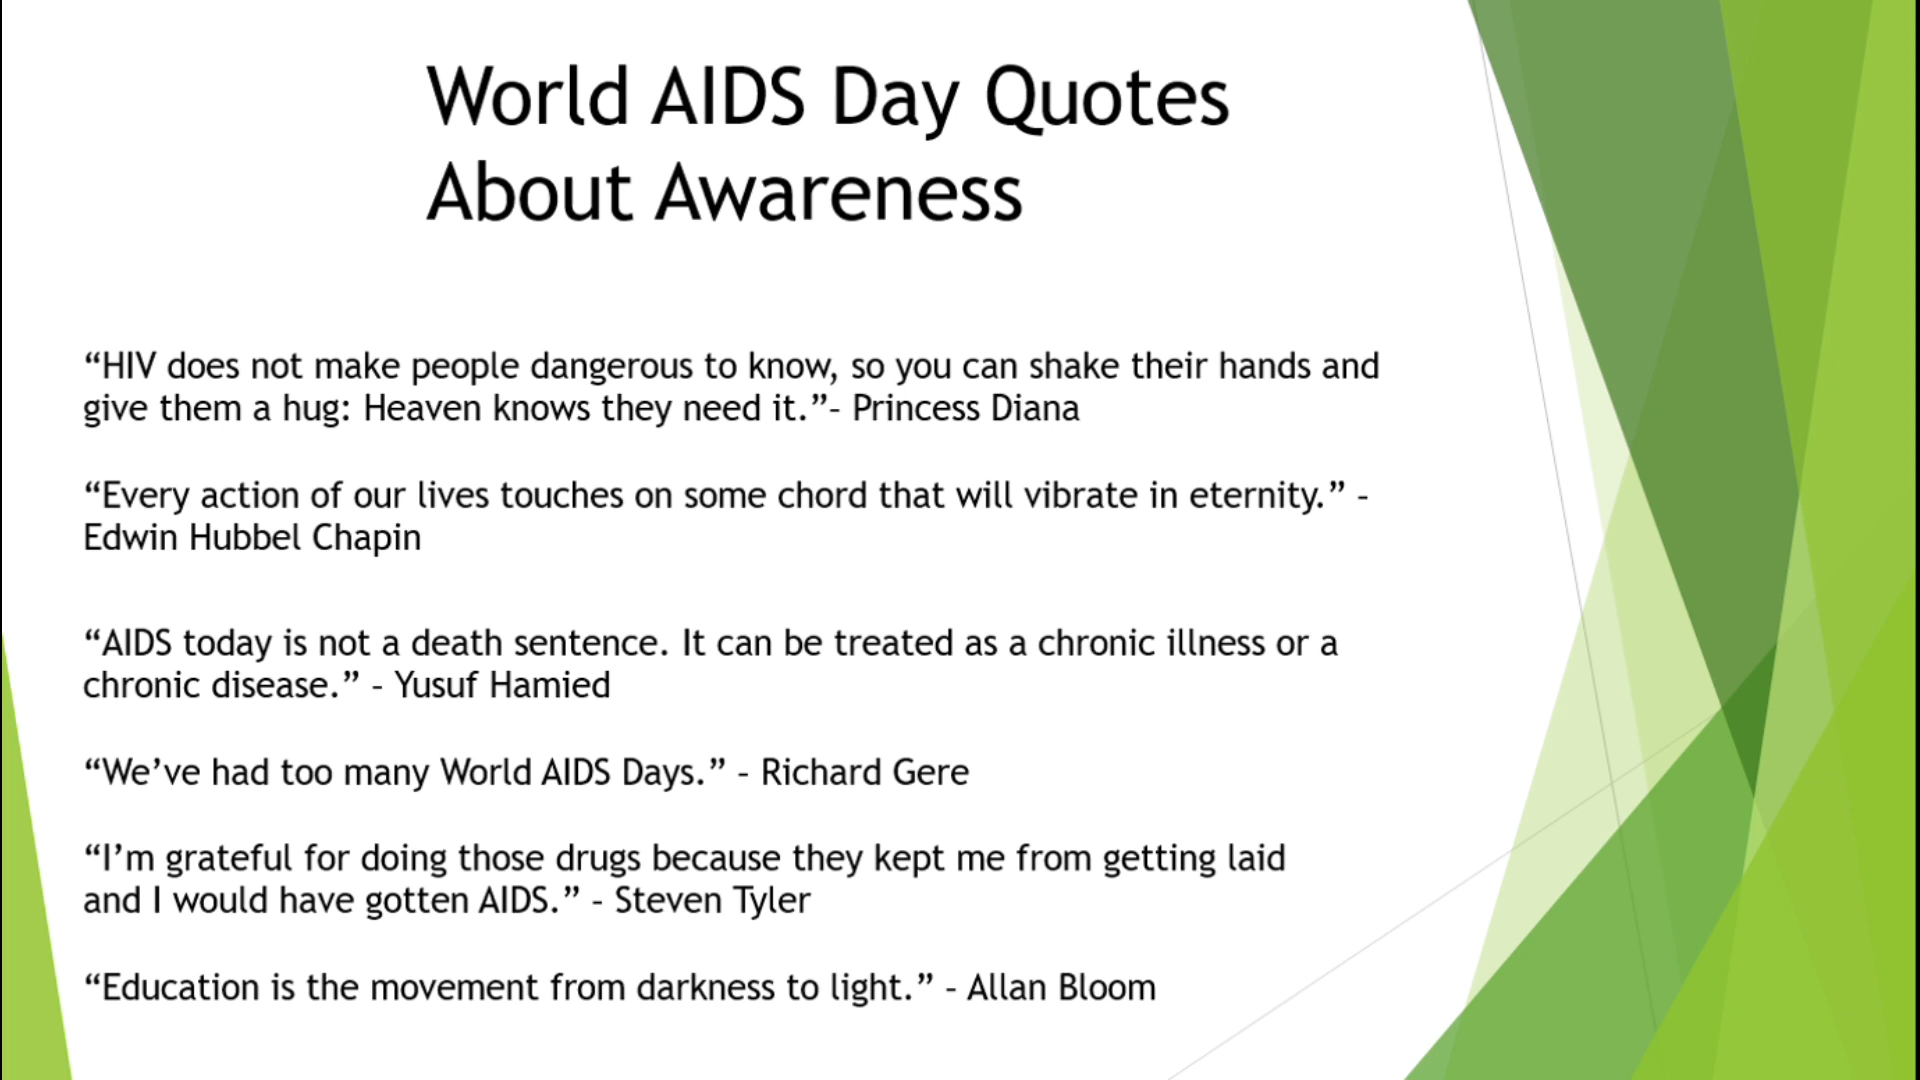 World AIDS Day Quotes
About Awareness
“HIV does not make people dangerous to know, so you can shake their hands and
give them a hug: Heaven knows they need it.”– Princess Diana
“Every action of our lives touches on some chord that will vibrate in eternity.” –
Edwin Hubbel Chapin
“AIDS today is not a death sentence. It can be treated as a chronic illness or a
chronic disease.” – Yusuf Hamied
“We’ve had too many World AIDS Days.” – Richard Gere
“I’m grateful for doing those drugs because they kept me from getting laid
and I would have gotten AIDS.” – Steven Tyler
“Education is the movement from darkness to light.” – Allan Bloom